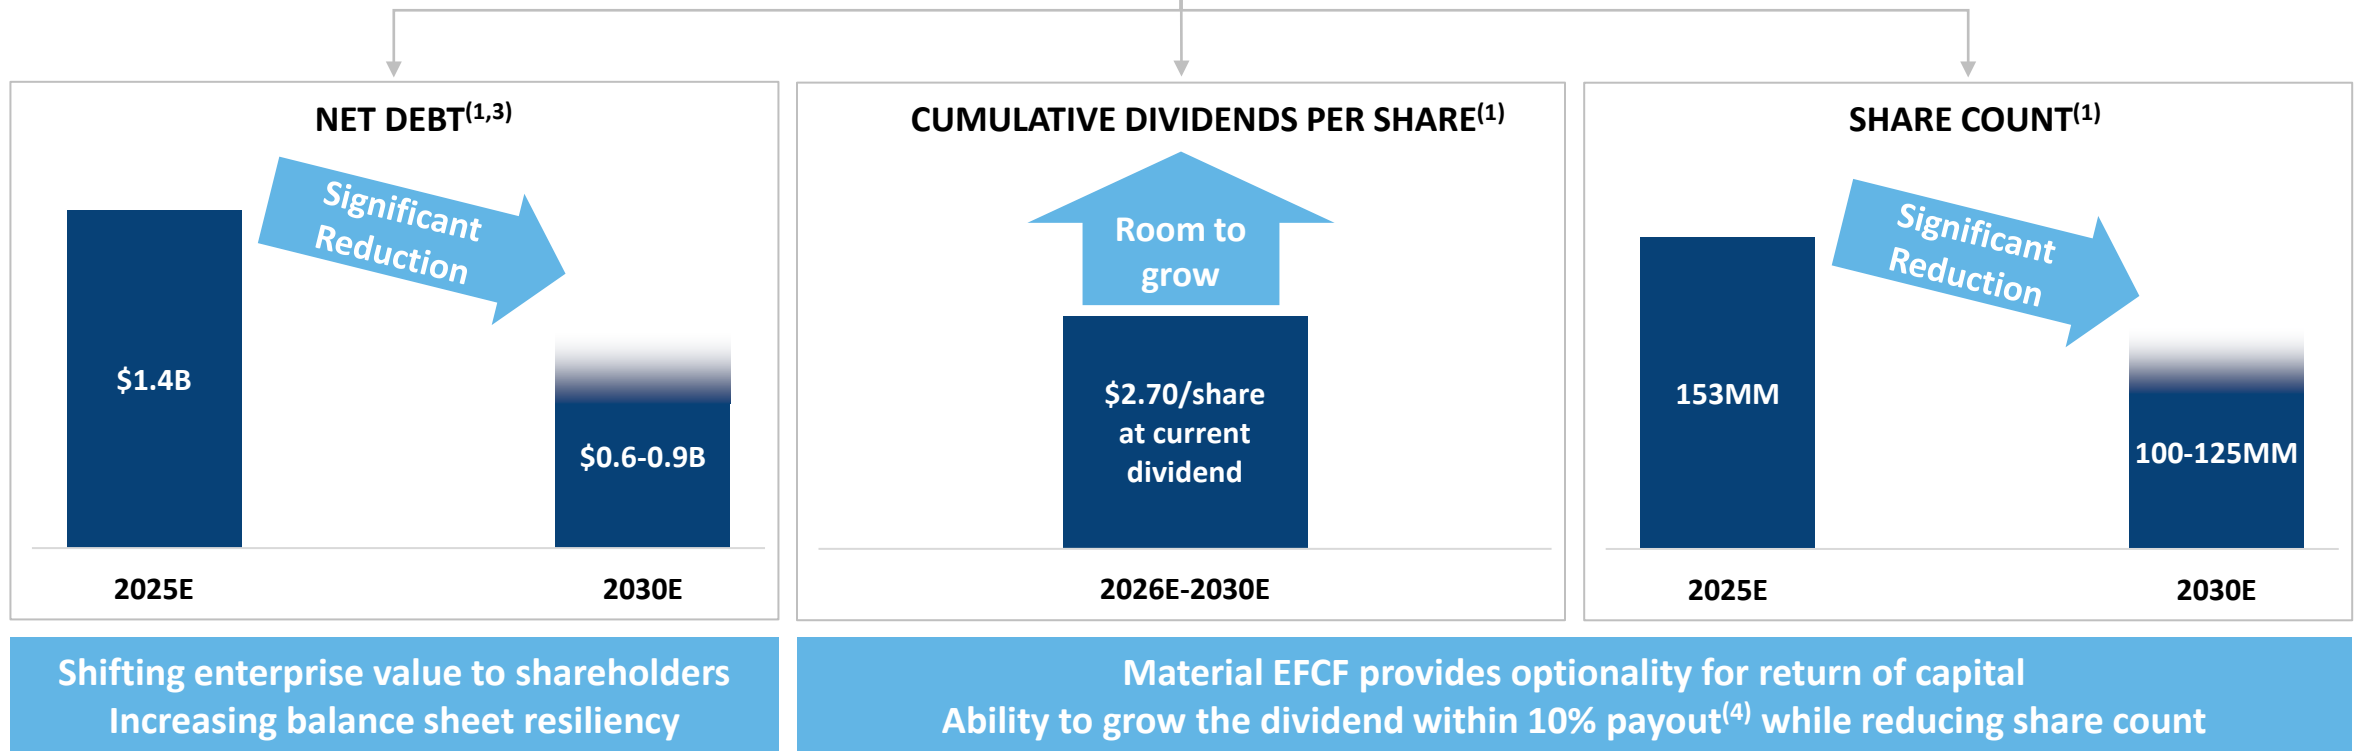 NET DEBT(1,3)
Significant
Reduction
$1.4B
$0.6-0.9B
2025E
2030E
Shifting enterprise value to shareholders
Increasing balance sheet resiliency
CUMULATIVE DIVIDENDS PER SHARE(1)
Room to
grow
$2.70/share
at current
dividend
2026E-2030E
SHARE COUNT(1)
Significant
Reduction
153MM
100-125MM
2025E
2030E
Material EFCF provides optionality for return of capital
Ability to grow the dividend within 10% payout(4) while reducing share count